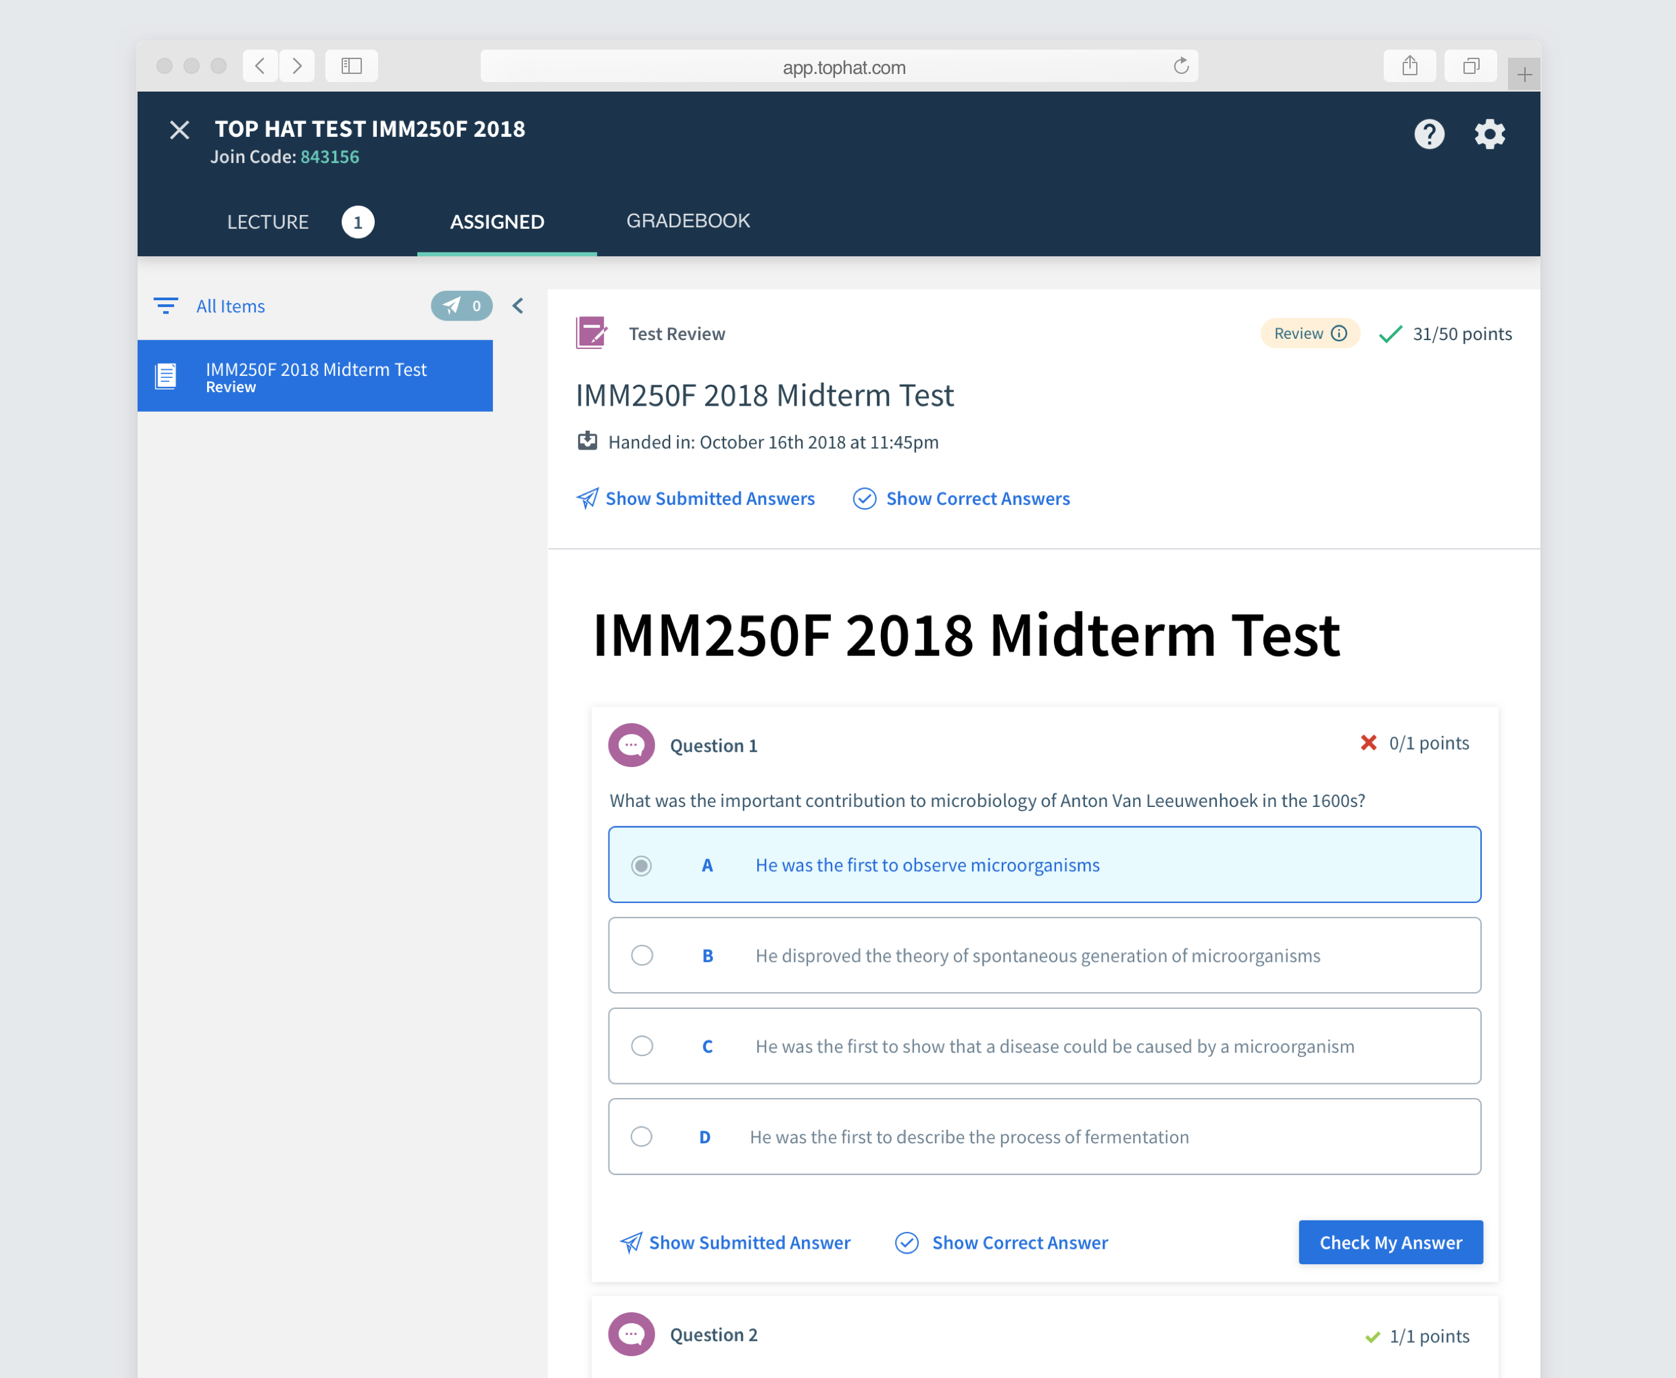 app.tophat.com
TOP HAT TEST IMM250F 2018
Join Code: 843156
LECTURE 1 ASSIGNED GRADEBOOK
All Items 0
IMM250F 2018 Midterm Test
Review
Test Review Review 31/50 points
IMM250F 2018 Midterm Test
Handed in: October 16th 2018 at 11:45pm
Show Submitted Answers Show Correct Answers
IMM250F 2018 Midterm Test
Question 1 0/1 points
What was the important contribution to microbiology of Anton Van Leeuwenhoek in the 1600s?
A He was the first to observe microorganisms
B He disproved the theory of spontaneous generation of microorganisms
C He was the first to show that a disease could be caused by a microorganism
D He was the first to describe the process of fermentation
Show Submitted Answer Show Correct Answer Check My Answer
Question 2 1/1 points